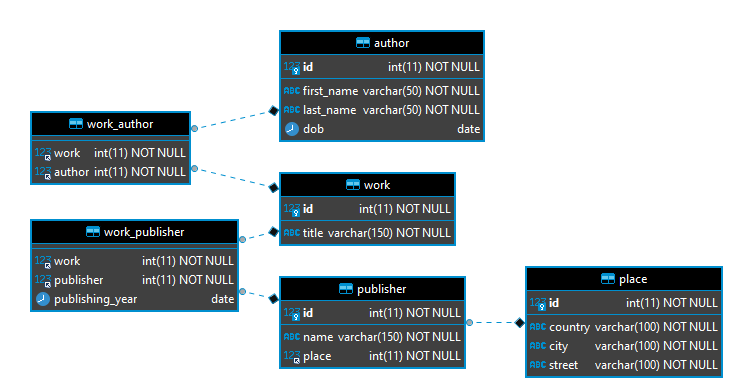 author
123 id int(11) NOT NULL
ABC first_name varchar(50) NOT NULL
ABC last_name varchar(50) NOT NULL
dob date
work_author
123 work int(11) NOT NULL
123 author int(11) NOT NULL
work
123 id int(11) NOT NULL
ABC title varchar(150) NOT NULL
work_publisher
123 work int(11) NOT NULL
123 publisher int(11) NOT NULL
publishing_year date
publisher
123 id int(11) NOT NULL
ABC name varchar(150) NOT NULL
123 place int(11) NOT NULL
place
123 id int(11) NOT NULL
ABC country varchar(100) NOT NULL
ABC city varchar(100) NOT NULL
ABC street varchar(100) NOT NULL